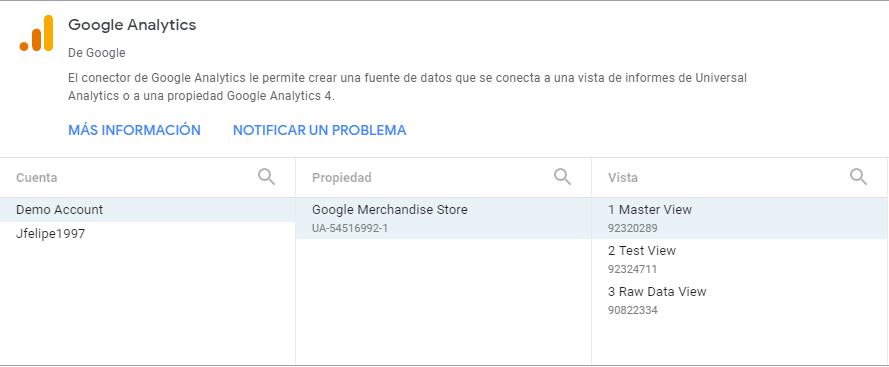 Google Analytics
De Google
El conector de Google Analytics le permite crear una fuente de datos que se conecta a una vista de informes de Universal
Analytics o a una propiedad Google Analytics 4.
MÁS INFORMACIÓN NOTIFICAR UN PROBLEMA
Cuenta Propiedad Vista
Demo Account Google Merchandise Store 1 Master View
UA-54516992-1 92320289
Jfelipe1997
2 Test View
92324711
3 Raw Data View
90822334